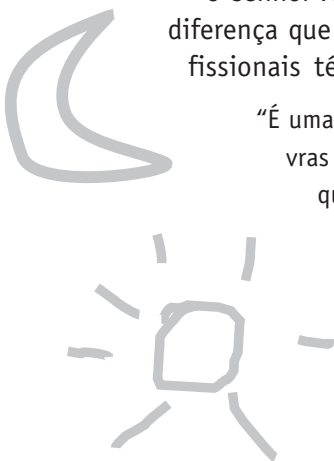 diferença que
fissionais té
“É uma
vras
qu